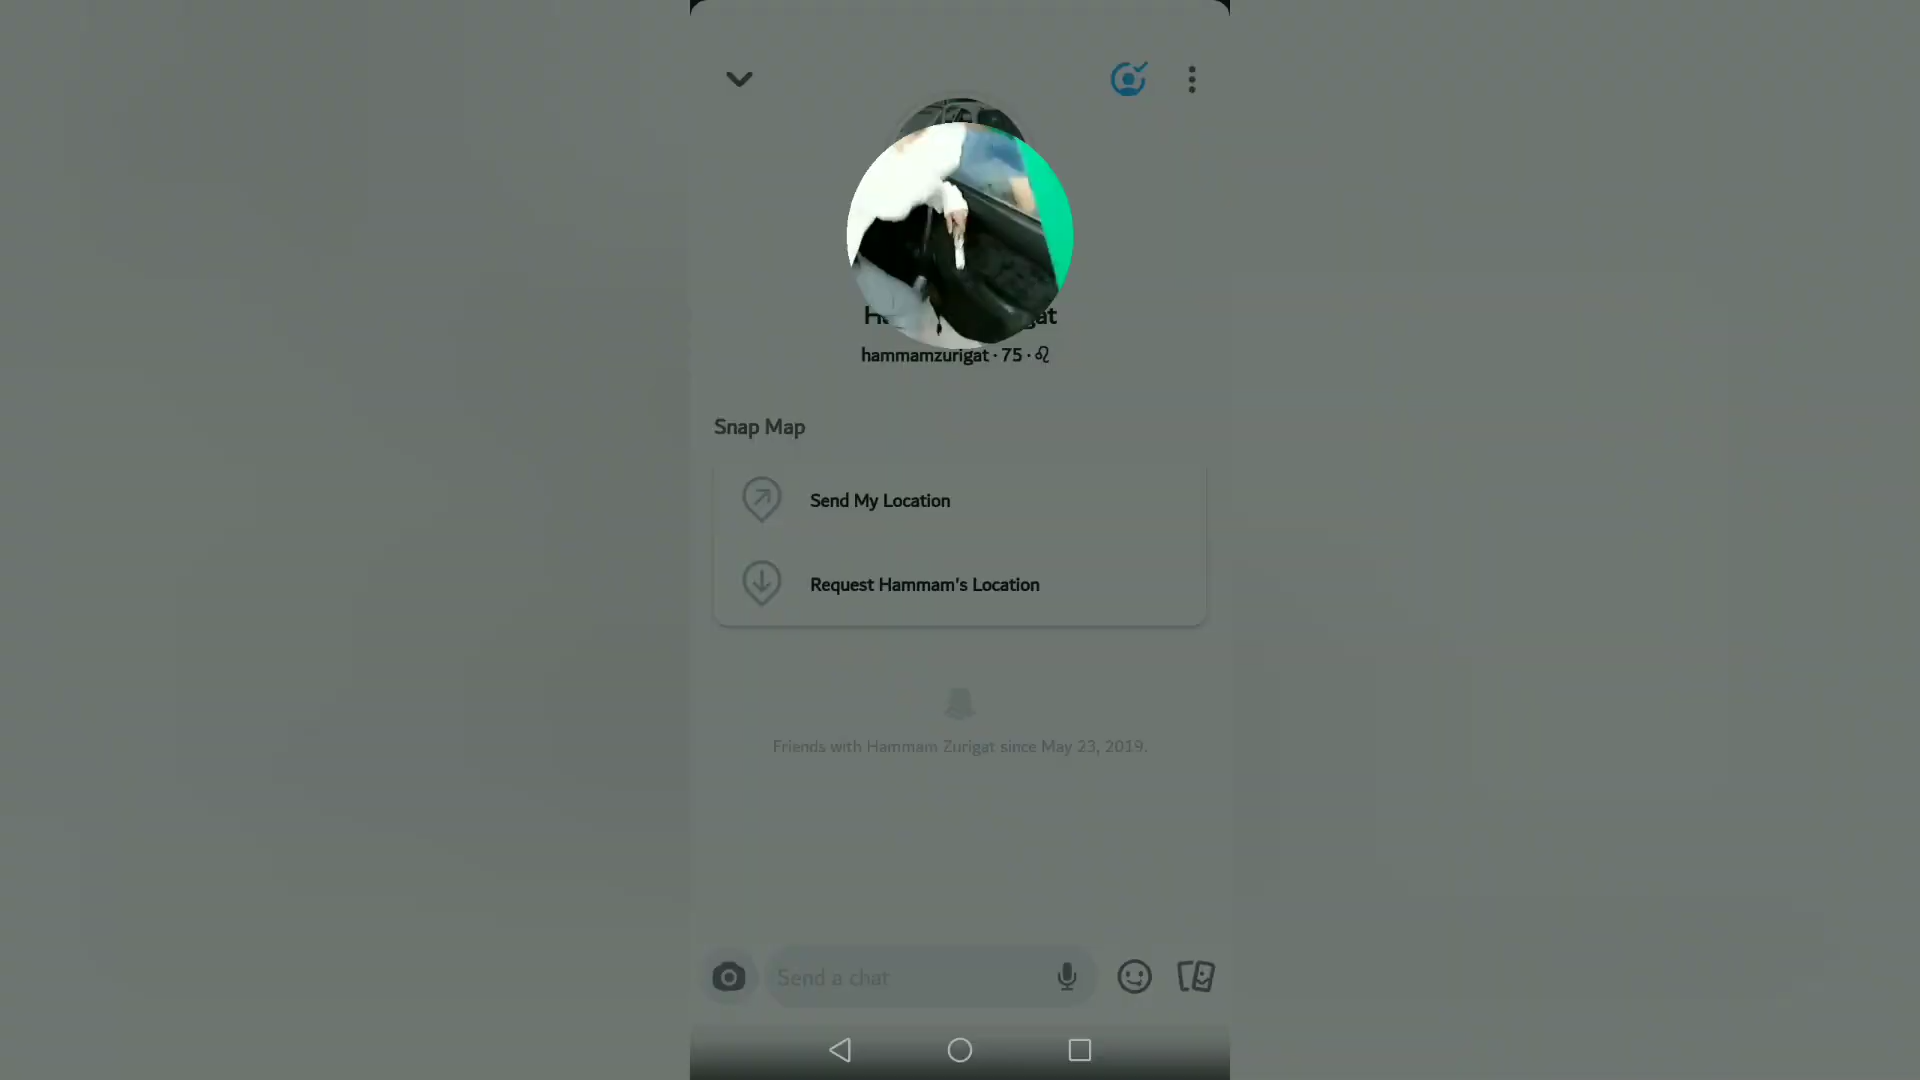 hammamzurigat · 75 · ♌
Snap Map
Send My Location
Request Hammam's Location
Friends with Hammam Zurigat since May 23, 2019.
Send a chat